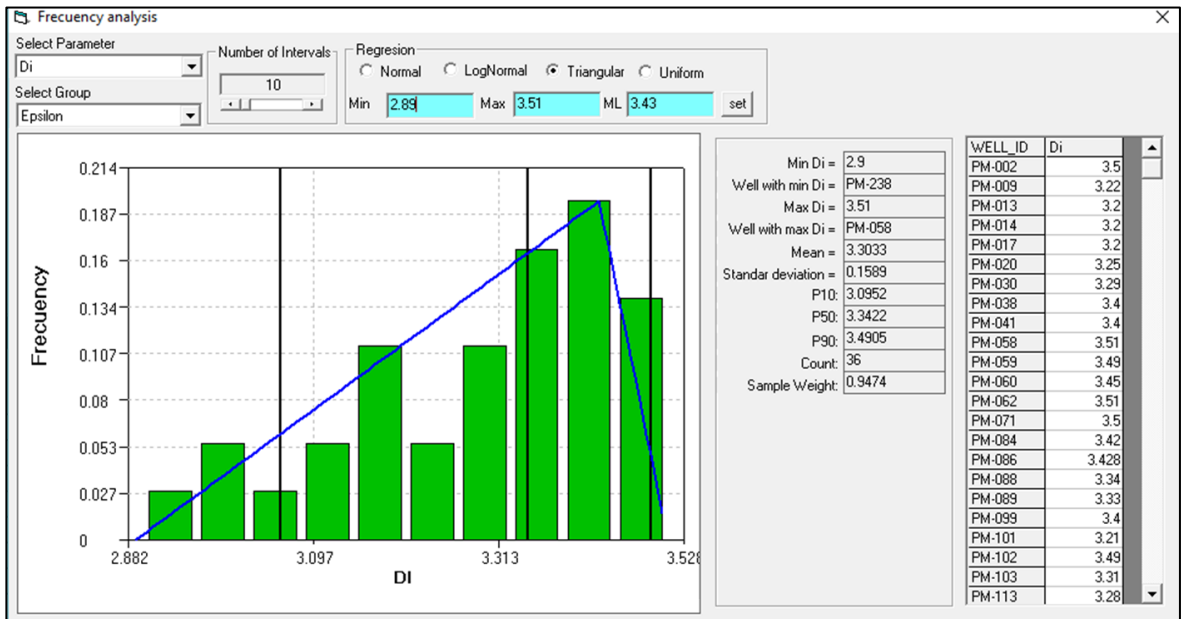 Frecuency analysis
Select Parameter
Di
Select Group
Epsilon
Number of Intervals
10
Regresion
Normal LogNormal Triangular Uniform
Min 2.89 Max 3.51 ML 3.43 set
Frecuency
0.214
0.187
0.16
0.134
0.107
0.08
0.053
0.027
0
2.882 3.097 3.313 3.528
DI
Min Di = 2.9
Well with min Di = PM-238
Max Di = 3.51
Well with max Di = PM-058
Mean = 3.3033
Standar deviation = 0.1589
P10: 3.0952
P50: 3.3422
P90: 3.4905
Count: 36
Sample Weight: 0.9474
WELL_ID Di
PM-002 3.5
PM-009 3.22
PM-013 3.2
PM-014 3.2
PM-017 3.2
PM-020 3.25
PM-030 3.29
PM-038 3.4
PM-041 3.4
PM-058 3.51
PM-059 3.49
PM-060 3.45
PM-062 3.51
PM-071 3.5
PM-084 3.42
PM-086 3.428
PM-088 3.34
PM-089 3.33
PM-099 3.4
PM-101 3.21
PM-102 3.49
PM-103 3.31
PM-113 3.28